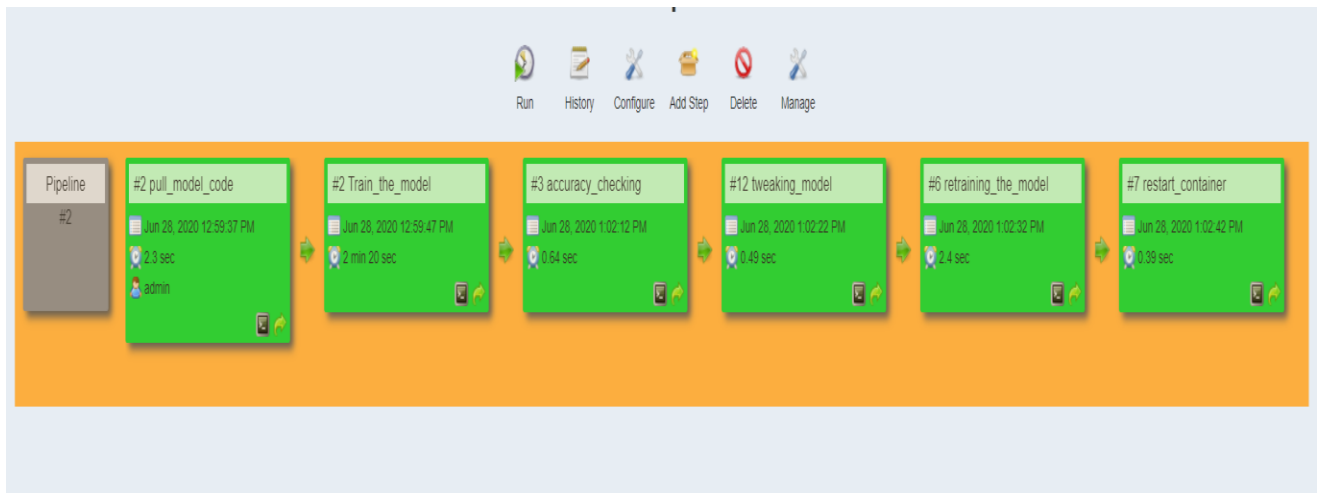 Run History Configure Add Step Delete Manage
Pipeline
#2
#2 pull_model_code
Jun 28, 2020 12:59:37 PM
2.3 sec
admin
#2 Train_the_model
Jun 28, 2020 12:59:47 PM
2 min 20 sec
#3 accuracy_checking
Jun 28, 2020 1:02:12 PM
0.64 sec
#12 tweaking_model
Jun 28, 2020 1:02:22 PM
0.49 sec
#6 retraining_the_model
Jun 28, 2020 1:02:32 PM
2.4 sec
#7 restart_container
Jun 28, 2020 1:02:42 PM
0.39 sec